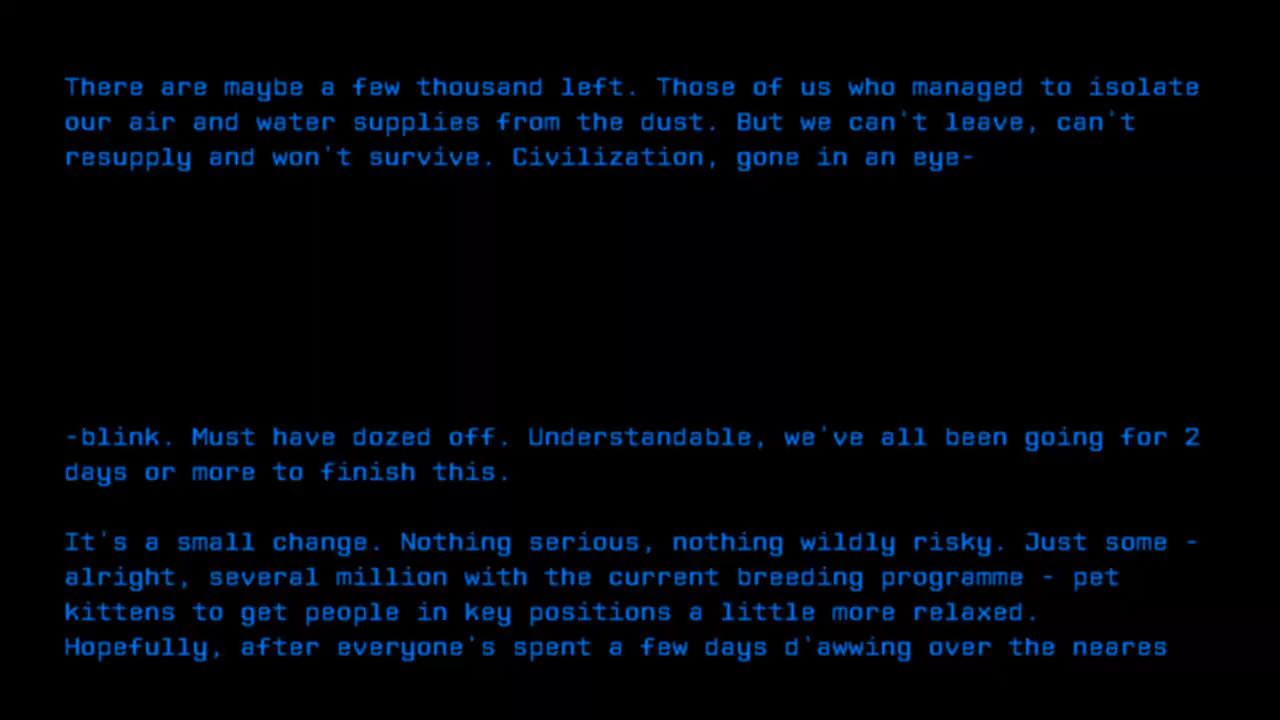 There are maybe a few thousand left. Those of us who managed to isolate
our air and water supplies from the dust. But we can't leave, can't
resupply and won't survive. Civilization, gone in an eye-
-blink. Must have dozed off. Understandable, we've all been going for 2
days or more to finish this.
It's a small change. Nothing serious, nothing wildly risky. Just some -
alright, several million with the current breeding programme - pet
kittens to get people in key positions a little more relaxed.
Hopefully, after everyone's spent a few days d'awwing over the neares